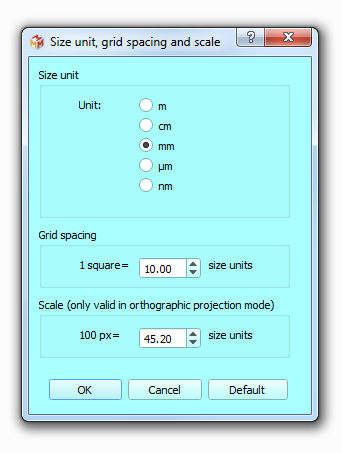 Size unit, grid spacing and scale
?
Size unit
Unit:
m
cm
mm
µm
nm
Grid spacing
1 square= 10.00 size units
Scale (only valid in orthographic projection mode)
100 px= 45.20 size units
OK Cancel Default